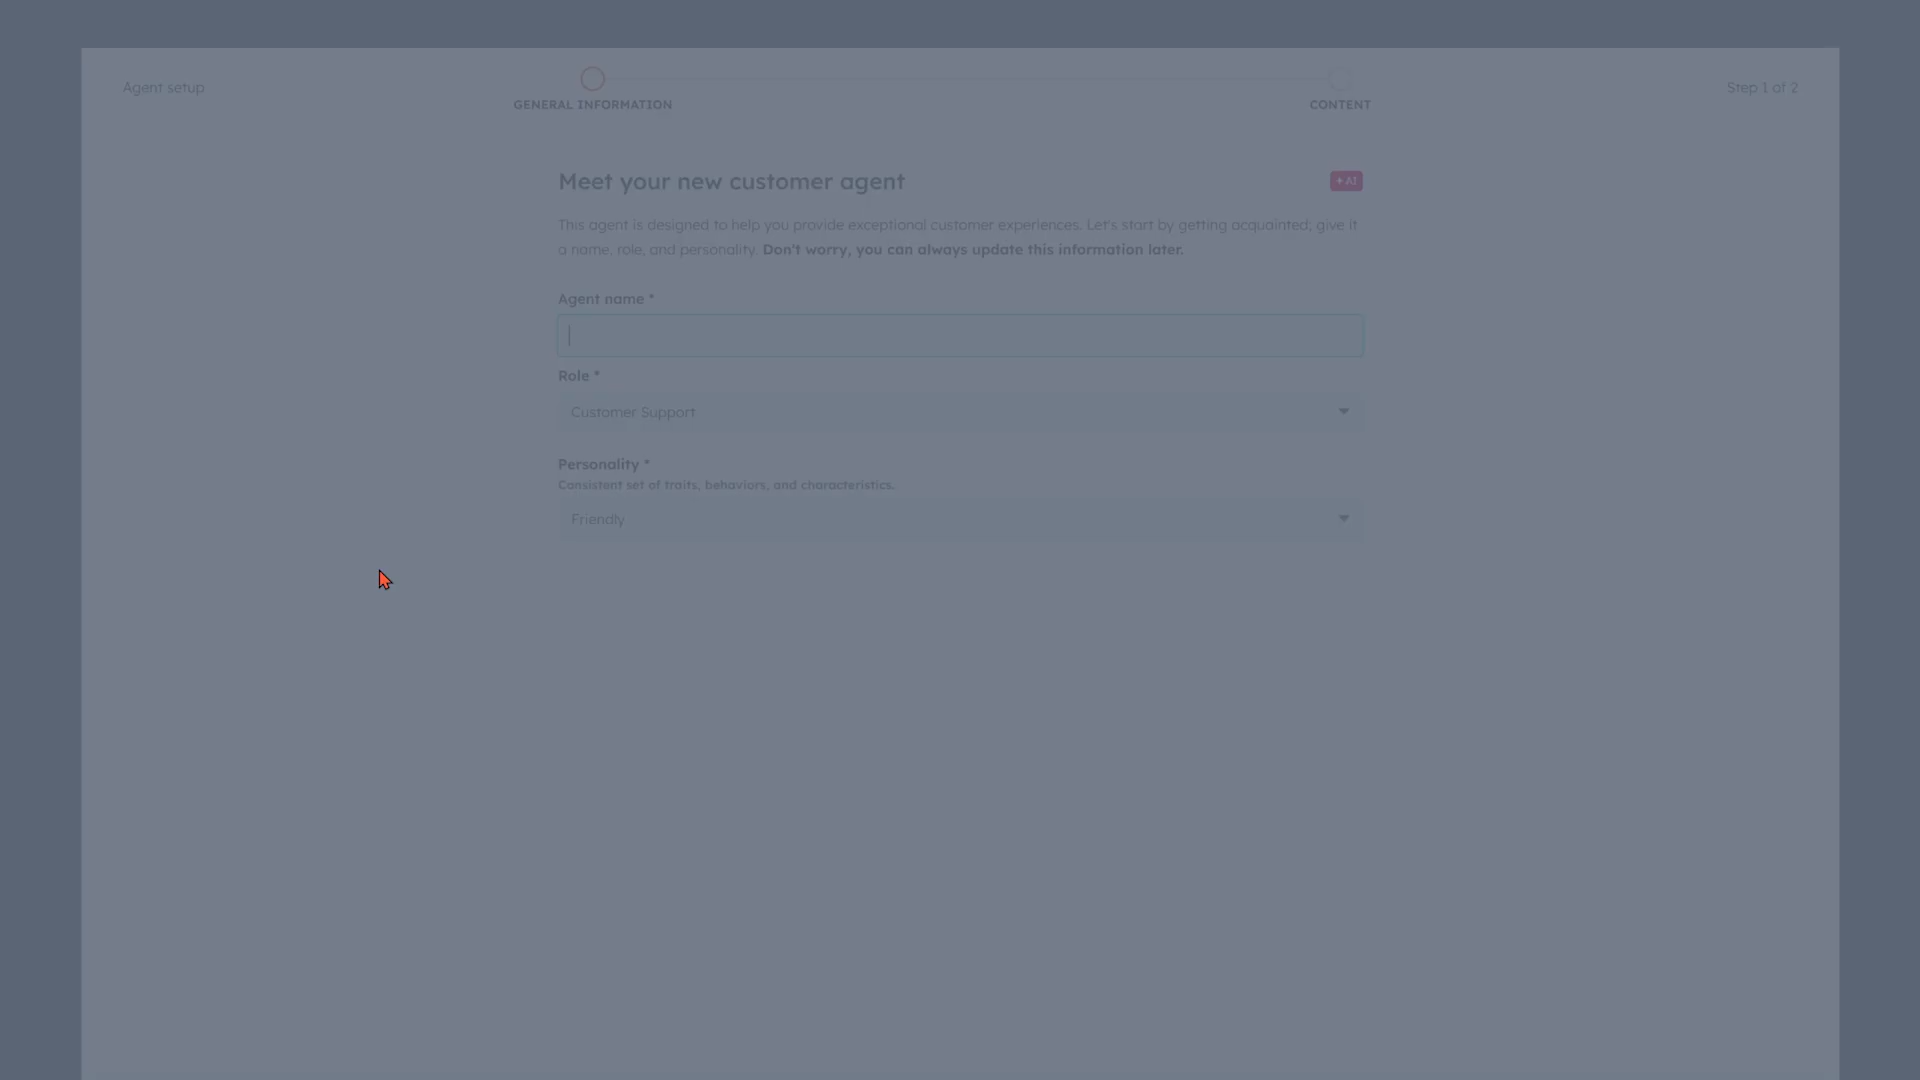 Agent setup
GENERAL INFORMATION
CONTENT
Step 1 of 2
Meet your new customer agent
+ AI
This agent is designed to help you provide exceptional customer experiences. Let's start by getting acquainted; give it
a name, role, and personality. Don't worry, you can always update this information later.
Agent name *
Role *
Customer Support
Personality *
Consistent set of traits, behaviors, and characteristics.
Friendly